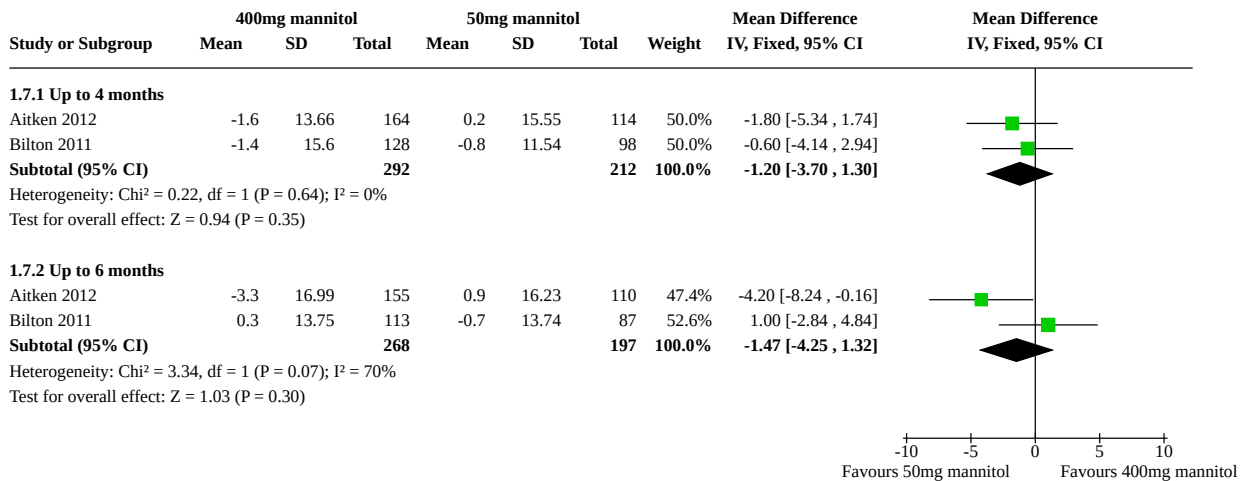 400mg mannitol 50mg mannitol Mean Difference Mean Difference
Study or Subgroup Mean SD Total Mean SD Total Weight IV, Fixed, 95% CI IV, Fixed, 95% CI
1.7.1 Up to 4 months
Aitken 2012 -1.6 13.66 164 0.2 15.55 114 50.0% -1.80 [-5.34 , 1.74]
Bilton 2011 -1.4 15.6 128 -0.8 11.54 98 50.0% -0.60 [-4.14 , 2.94]
Subtotal (95% CI) 292 212 100.0% -1.20 [-3.70 , 1.30]
Heterogeneity: Chi² = 0.22, df = 1 (P = 0.64); I² = 0%
Test for overall effect: Z = 0.94 (P = 0.35)
1.7.2 Up to 6 months
Aitken 2012 -3.3 16.99 155 0.9 16.23 110 47.4% -4.20 [-8.24 , -0.16]
Bilton 2011 0.3 13.75 113 -0.7 13.74 87 52.6% 1.00 [-2.84 , 4.84]
Subtotal (95% CI) 268 197 100.0% -1.47 [-4.25 , 1.32]
Heterogeneity: Chi² = 3.34, df = 1 (P = 0.07); I² = 70%
Test for overall effect: Z = 1.03 (P = 0.30)
-10 -5 0 5 10
Favours 50mg mannitol Favours 400mg mannitol